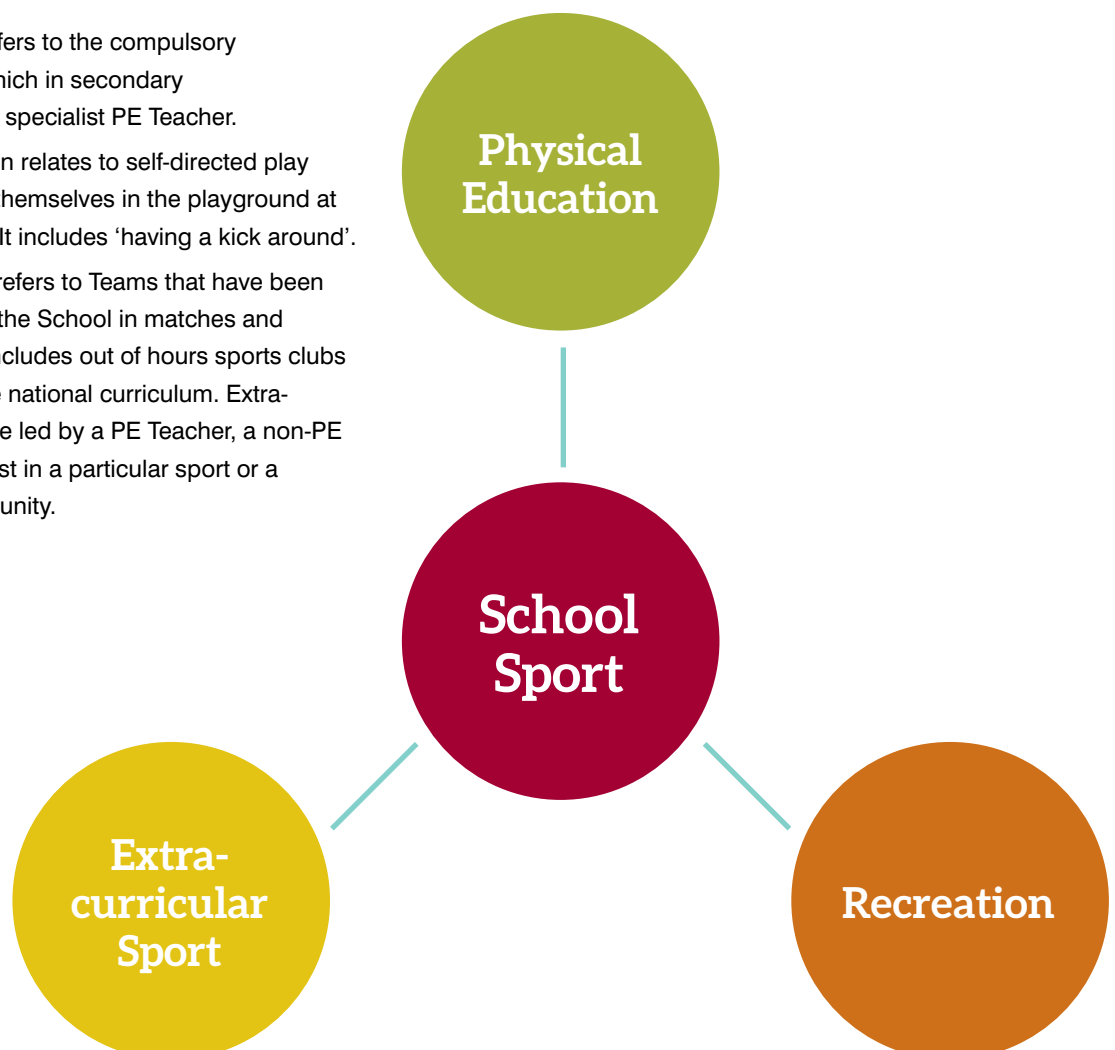 fers to the compulsory
hich in secondary
specialist PE Teacher.
n relates to self-directed play
themselves in the playground at
It includes ‘having a kick around’.
refers to Teams that have been
the School in matches and
ncludes out of hours sports clubs
e national curriculum. Extra-
e led by a PE Teacher, a non-PE
st in a particular sport or a
unity.
Physical
Education
School
Sport
Extra-
curricular
Sport
Recreation